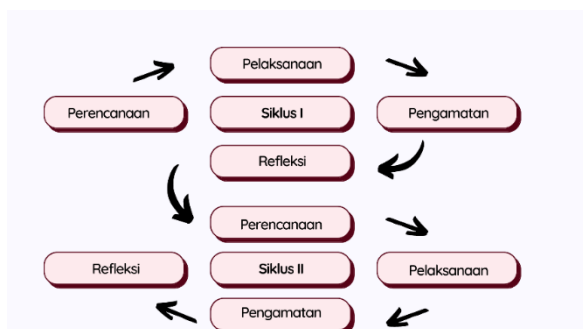 Pelaksanaan
Perencanaan
Siklus I
Pengamatan
Refleksi
Perencanaan
Refleksi
Siklus II
Pelaksanaan
Pengamatan